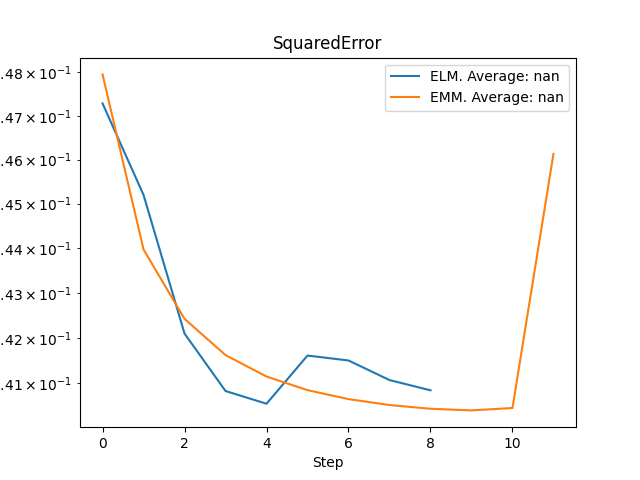 SquaredError
ELM. Average: nan
EMM. Average: nan
.48 × 10⁻¹
.47 × 10⁻¹
.46 × 10⁻¹
.45 × 10⁻¹
.44 × 10⁻¹
.43 × 10⁻¹
.42 × 10⁻¹
.41 × 10⁻¹
0 2 4 6 8 10
Step